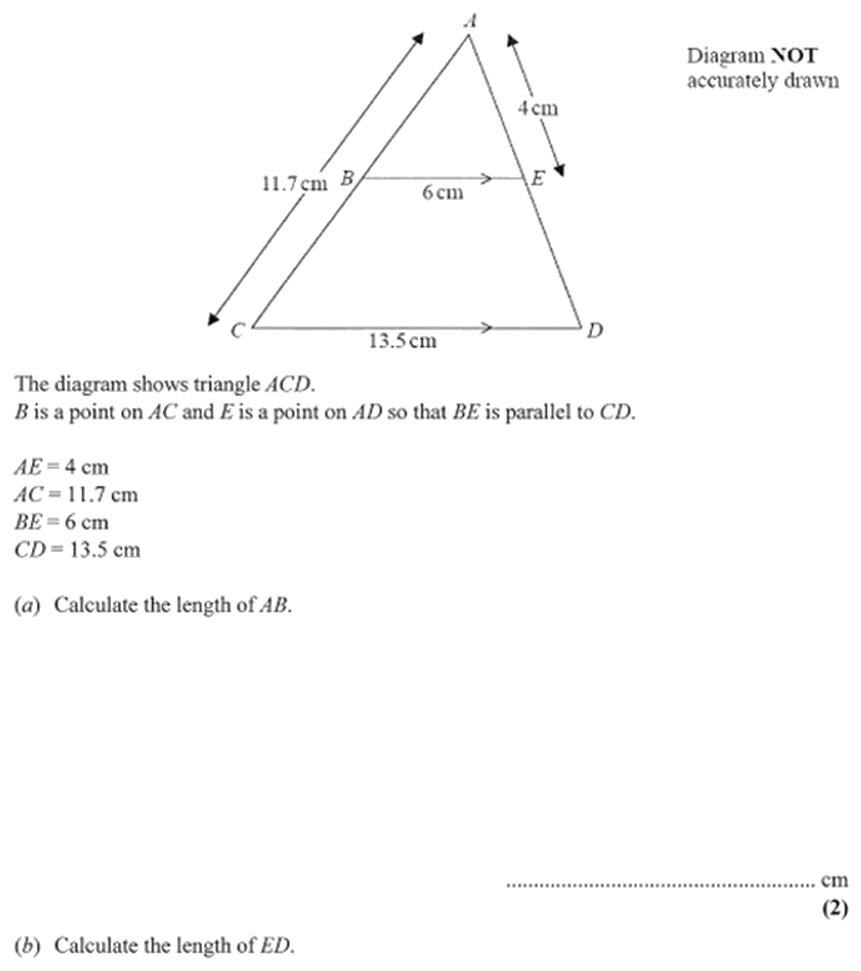 A
Diagram NOT
accurately drawn
4 cm
11.7 cm B E
6 cm
C D
13.5 cm
The diagram shows triangle ACD.
B is a point on AC and E is a point on AD so that BE is parallel to CD.
AE = 4 cm
AC = 11.7 cm
BE = 6 cm
CD = 13.5 cm
(a) Calculate the length of AB.
.............................................................. cm
(2)
(b) Calculate the length of ED.